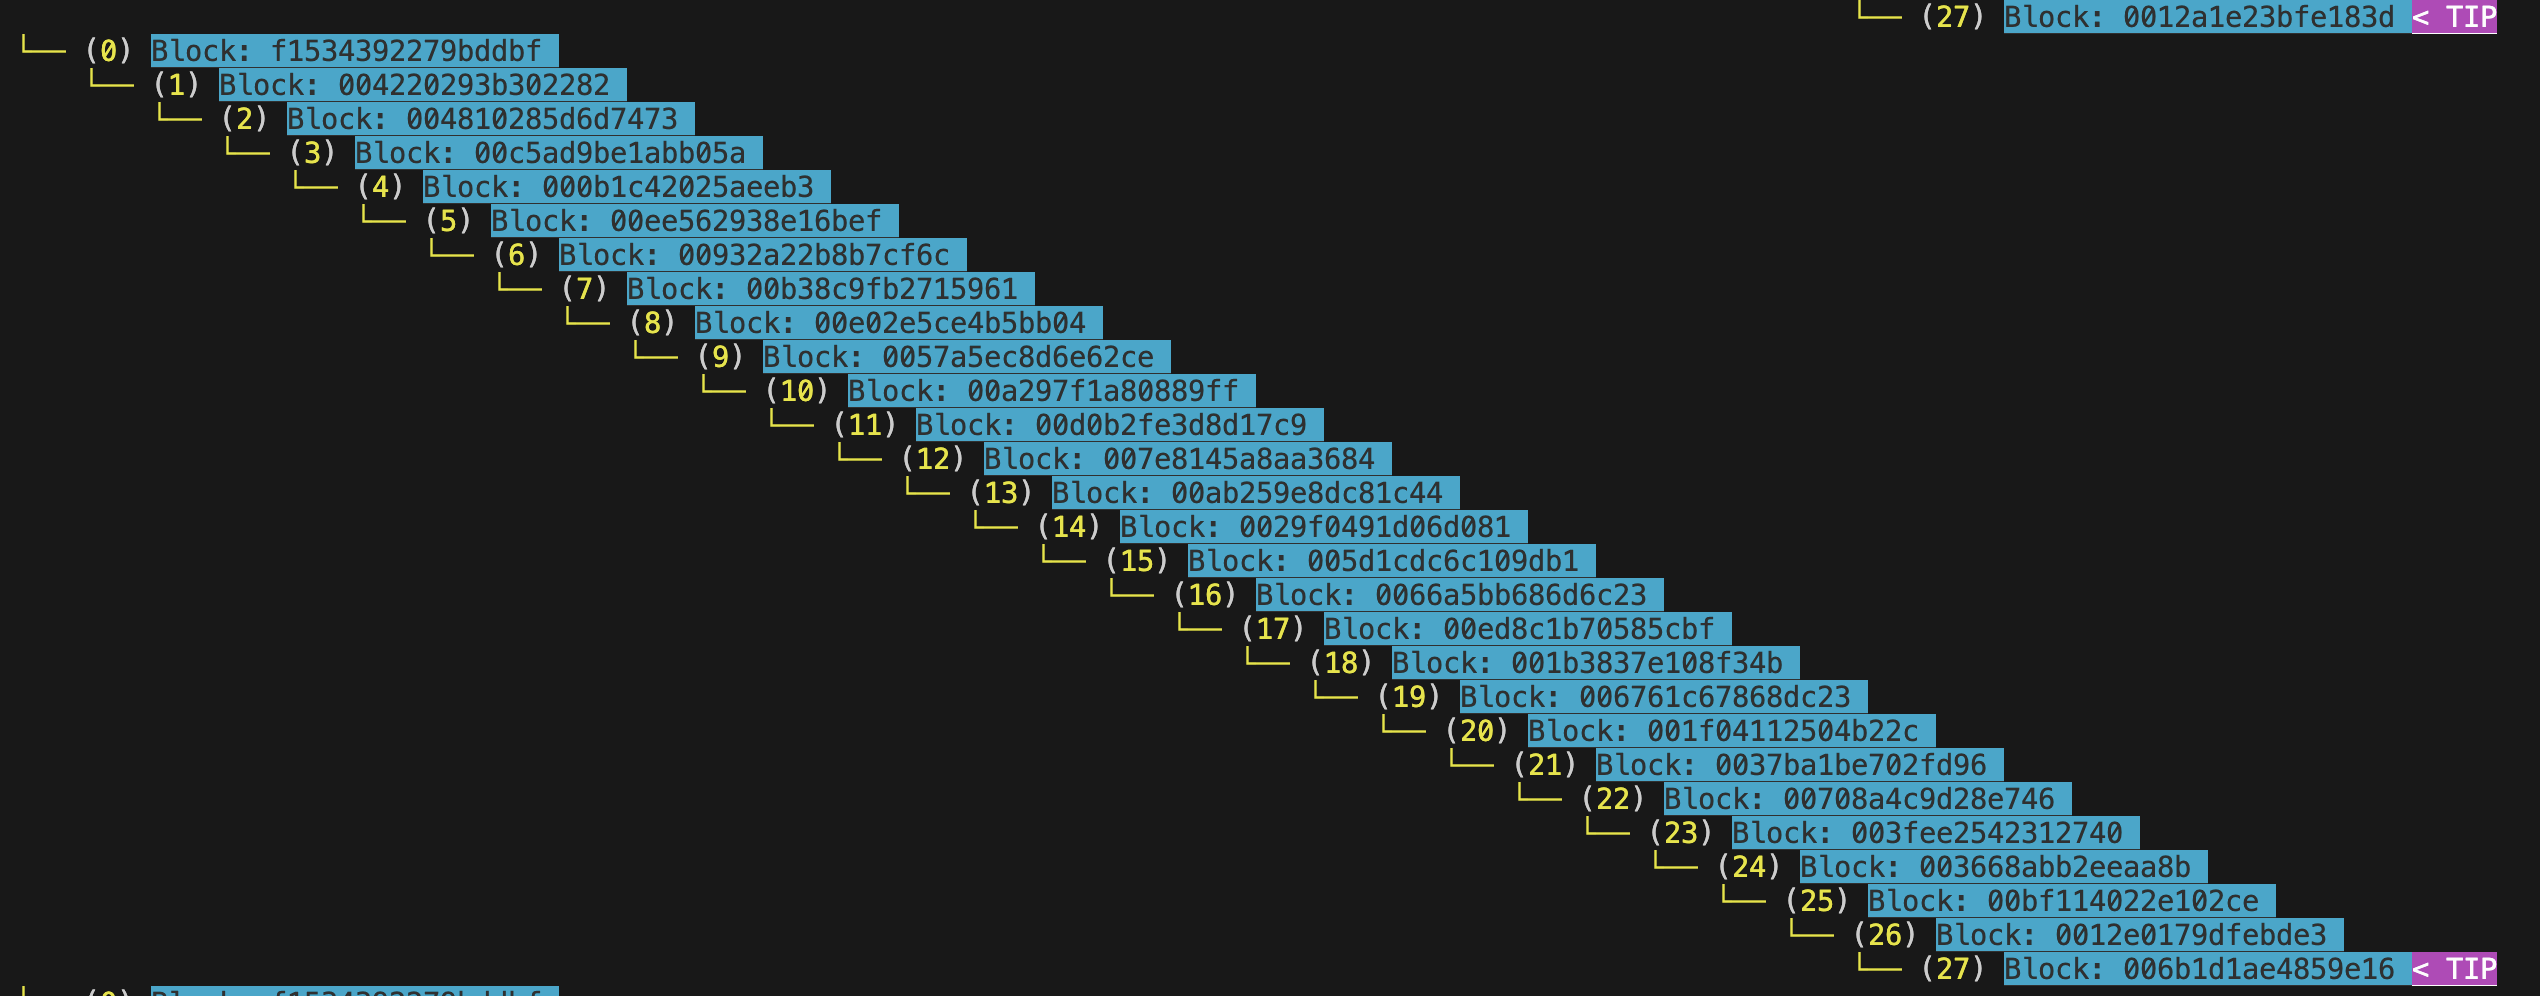 └── (27) Block: 0012a1e23bfe183d < TIP
└── (0) Block: f1534392279bddbf
└── (1) Block: 004220293b302282
└── (2) Block: 004810285d6d7473
└── (3) Block: 00c5ad9be1abb05a
└── (4) Block: 000b1c42025aeeb3
└── (5) Block: 00ee562938e16bef
└── (6) Block: 00932a22b8b7cf6c
└── (7) Block: 00b38c9fb2715961
└── (8) Block: 00e02e5ce4b5bb04
└── (9) Block: 0057a5ec8d6e62ce
└── (10) Block: 00a297f1a80889ff
└── (11) Block: 00d0b2fe3d8d17c9
└── (12) Block: 007e8145a8aa3684
└── (13) Block: 00ab259e8dc81c44
└── (14) Block: 0029f0491d06d081
└── (15) Block: 005d1cdc6c109db1
└── (16) Block: 0066a5bb686d6c23
└── (17) Block: 00ed8c1b70585cbf
└── (18) Block: 001b3837e108f34b
└── (19) Block: 006761c67868dc23
└── (20) Block: 001f04112504b22c
└── (21) Block: 0037ba1be702fd96
└── (22) Block: 00708a4c9d28e746
└── (23) Block: 003fee2542312740
└── (24) Block: 003668abb2eeaa8b
└── (25) Block: 00bf114022e102ce
└── (26) Block: 0012e0179dfebde3
└── (27) Block: 006b1d1ae4859e16 < TIP
└── (0) Block: f1534392279bddbf